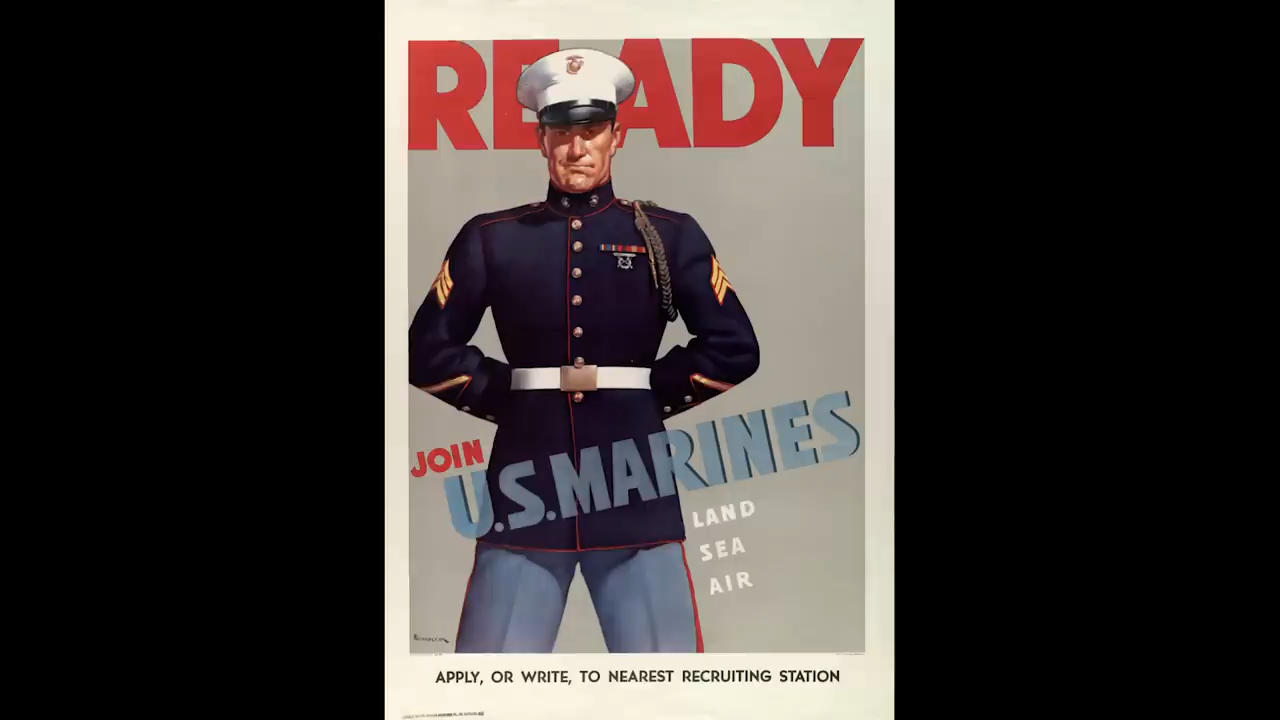 READY
JOIN
U.S. MARINES
LAND
SEA
AIR
APPLY, OR WRITE, TO NEAREST RECRUITING STATION